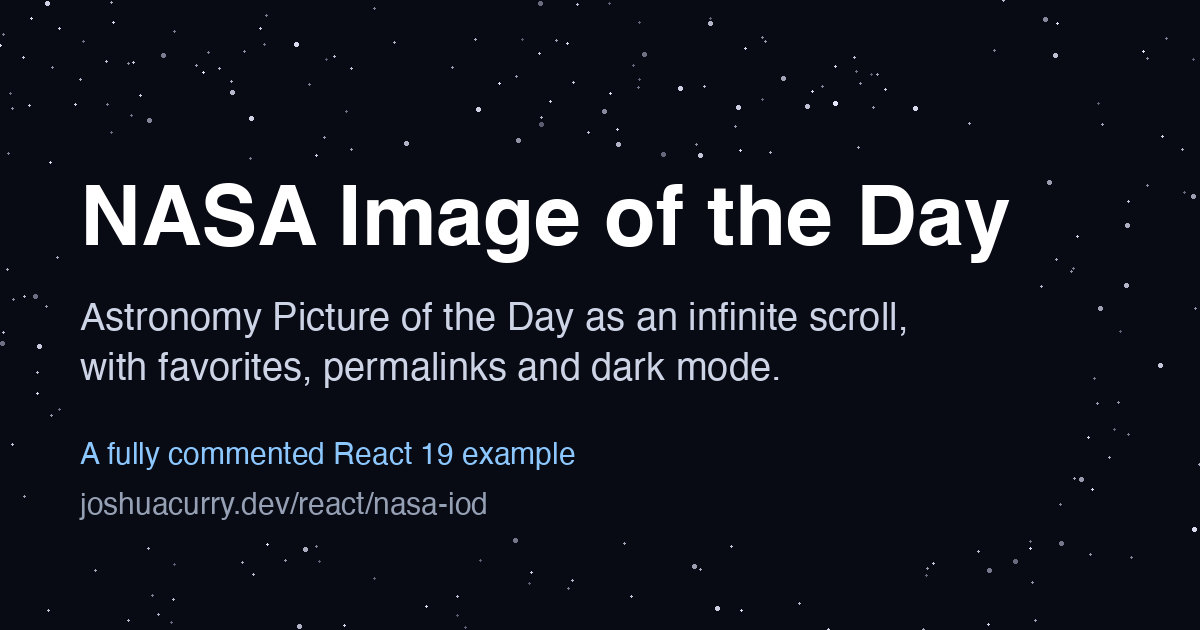 NASA Image of the Day
Astronomy Picture of the Day as an infinite scroll,
with favorites, permalinks and dark mode.
A fully commented React 19 example
joshuacurry.dev/react/nasa-iod